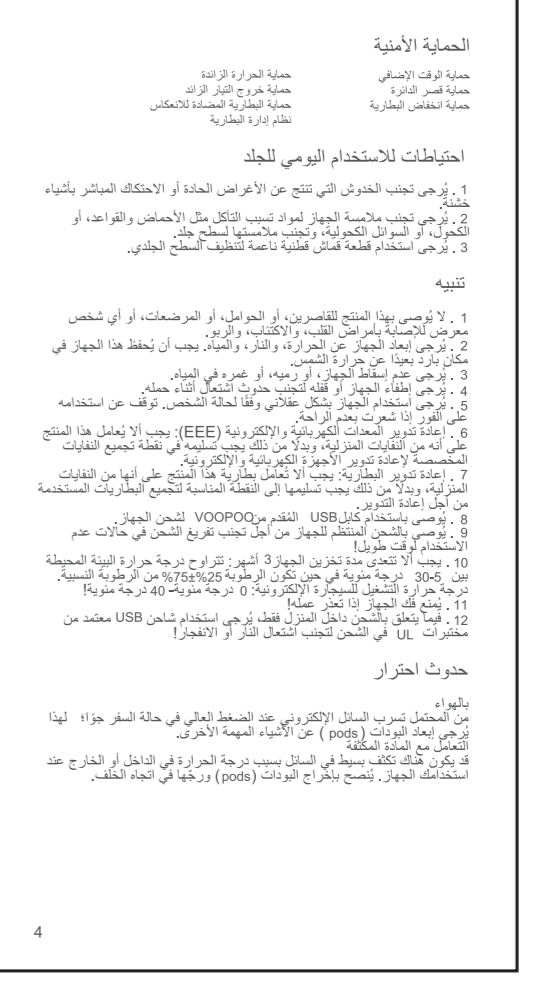 الحماية الأمنية
حماية الوقت الإضافي
حماية قصر الدائرة
حماية انخفاض البطارية
حماية الحرارة الزائدة
حماية خروج التيار الزائد
حماية البطارية المضادة للانعكاس
نظام إدارة البطارية
احتياطات للاستخدام اليومي للجلد
1 . يُرجى تجنب الخدوش التي تنتج عن الأغراض الحادة أو الاحتكاك المباشر بأشياء
خشنة.
2 . يُرجى تجنب ملامسة الجهاز لمواد تسبب التآكل مثل الأحماض والقواعد، أو
الكحول، أو السوائل الكحولية، وتجنب ملامستها لسطح جلد.
3 . يُرجى استخدام قطعة قماش قطنية ناعمة لتنظيف السطح الجلدي.
تنبيه
1 . لا يُوصى بهذا المنتج للقاصرين، أو الحوامل، أو المرضعات، أو أي شخص
معرض للإصابة بأمراض القلب، والاكتئاب، والربو.
2 . يُرجى إبعاد الجهاز عن الحرارة، والنار، والمياه. يجب أن يُحفظ هذا الجهاز في
مكان بارد بعيدًا عن حرارة الشمس.
3 . يُرجى عدم إسقاط الجهاز، أو رميه، أو غمره في المياه.
4 . يُرجى إطفاء الجهاز أو قفله لتجنب حدوث اشتعال أثناء حمله.
5 . يُرجى استخدام الجهاز بشكل عقلاني وفقًا لحالة الشخص. توقف عن استخدامه
على الفور إذا شعرت بعدم الراحة.
6 . إعادة تدوير المعدات الكهربائية والإلكترونية (EEE): يجب ألا يُعامل هذا المنتج
على أنه من النفايات المنزلية، وبدلًا من ذلك يجب تسليمه في نقطة تجميع النفايات
المخصصة لإعادة تدوير الأجهزة الكهربائية والإلكترونية.
7 . إعادة تدوير البطارية: يجب ألا تُعامل بطارية هذا المنتج على أنها من النفايات
المنزلية، وبدلًا من ذلك يجب تسليمها إلى النقطة المناسبة لتجميع البطاريات المستخدمة
من أجل إعادة التدوير.
8 . يُوصى باستخدام كابلUSB المُقدم منVOOPOO لشحن الجهاز.
9 . يُوصى بالشحن المنتظم للجهاز من أجل تجنب تفريغ الشحن في حالات عدم
الاستخدام لوقت طويل!
10 . يجب ألا تتعدى مدة تخزين الجهاز3 أشهر: تتراوح درجة حرارة البيئة المحيطة
بين 5-30 درجة مئوية في حين تكون الرطوبة 25%±75% من الرطوبة النسبية.
درجة حرارة التشغيل للسيجارة الإلكترونية: 0 درجة مئوية- 40 درجة مئوية!
11 . يُمنع فك الجهاز إذا تعذر عمله!
12 . فيما يتعلق بالشحن داخل المنزل فقط، يُرجى استخدام شاحن USB معتمد من
مختبرات UL في الشحن لتجنب اشتعال النار أو الانفجار!
حدوث احترار
بالهواء
من المحتمل تسرب السائل الإلكتروني عند الضغط العالي في حالة السفر جوًا؛ لهذا
يُرجى إبعاد البودات (pods ) عن الأشياء المهمة الأخرى.
التعامل مع المادة المكثفة
قد يكون هناك تكثف بسيط في السائل بسبب درجة الحرارة في الداخل أو الخارج عند
استخدامك الجهاز. يُنصح بإخراج البودات (pods) ورجّها في اتجاه الخلف.
4